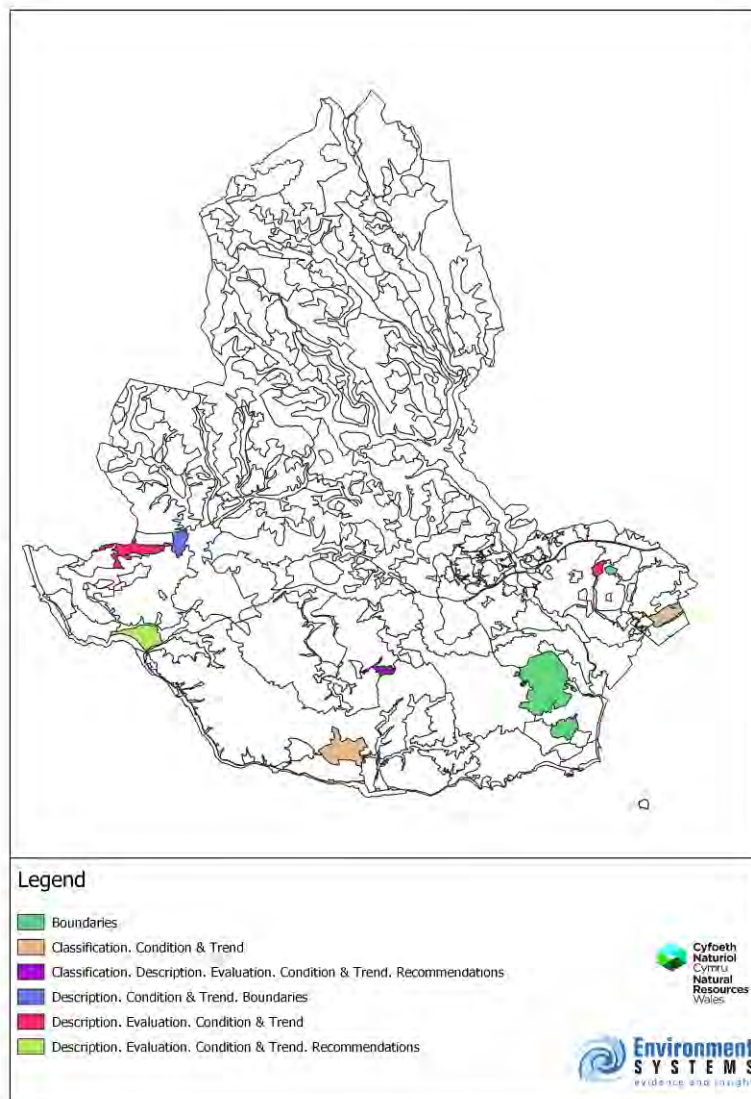 Legend
Boundaries
Classification. Condition & Trend
Classification. Description. Evaluation. Condition & Trend. Recommendations
Description. Condition & Trend. Boundaries
Description. Evaluation. Condition & Trend
Description. Evaluation. Condition & Trend. Recommendations
Cyfoeth
Naturiol
Cymru
Natural
Resources
Wales
Environment
SYSTEMS
evidence and insight